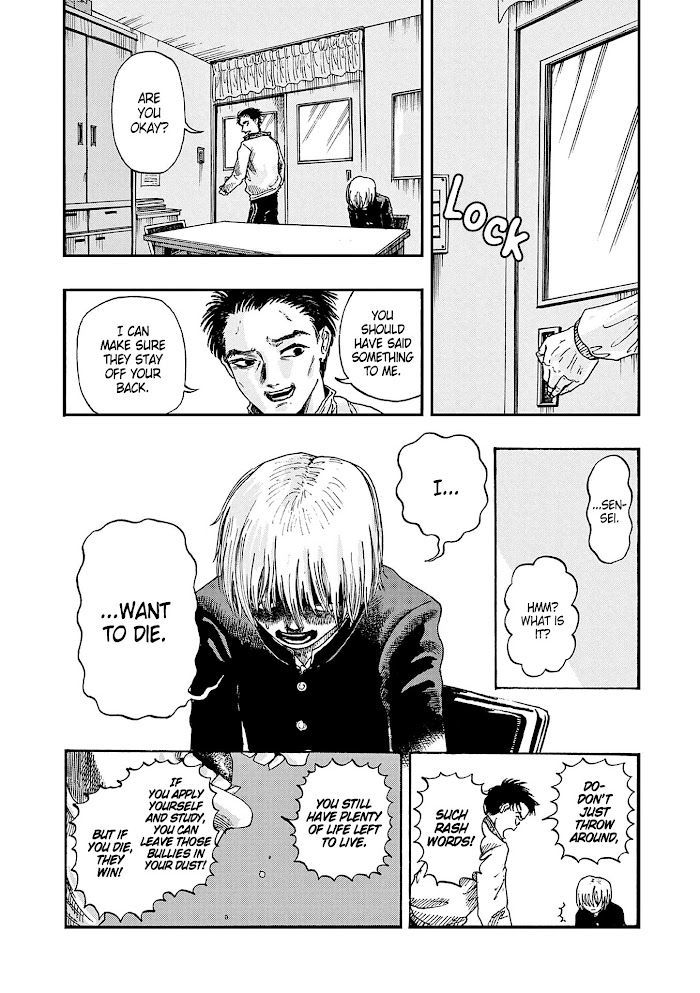 LOCK
ARE
YOU
OKAY?
YOU
SHOULD
HAVE SAID
SOMETHING
TO ME.
I CAN
MAKE SURE
THEY STAY
OFF YOUR
BACK.
...SEN-
SEI.
HMM?
WHAT IS
IT?
I...
...WANT
TO DIE.
DO-
DON'T
JUST
THROW
AROUND,
SUCH
RASH
WORDS!
YOU STILL
HAVE PLENTY
OF LIFE LEFT
TO LIVE.
IF
YOU APPLY
YOURSELF
AND STUDY,
YOU CAN
LEAVE THOSE
BULLIES IN
YOUR DUST!
BUT IF
YOU DIE,
THEY
WIN!